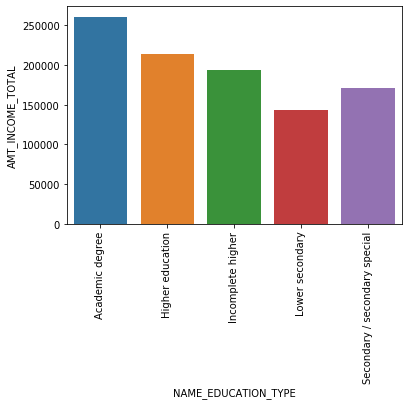 250000
200000
150000
100000
50000
0
AMT_INCOME_TOTAL
Academic degree
Higher education
Incomplete higher
Lower secondary
Secondary / secondary special
NAME_EDUCATION_TYPE